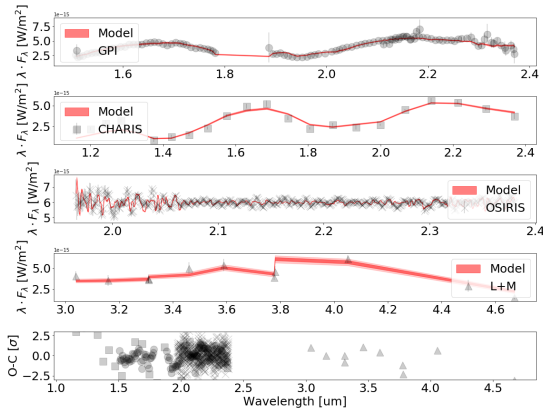 1e−15
λ · Fλ [W/m²]
5.0
2.5
Model
GPI
1.6 1.8 2.0 2.2 2.4
1e−15
λ · Fλ [W/m²]
5.0
2.5
Model
CHARIS
1.2 1.4 1.6 1.8 2.0 2.2 2.4
1e−15
λ · Fλ [W/m²]
7
6
5
Model
OSIRIS
2.0 2.1 2.2 2.3 2.4
1e−15
λ · Fλ [W/m²]
5.0
2.5
Model
L+M
3.0 3.2 3.4 3.6 3.8 4.0 4.2 4.4 4.6
O-C [σ]
2.5
0.0
−2.5
1.0 1.5 2.0 2.5 3.0 3.5 4.0 4.5
Wavelength [um]